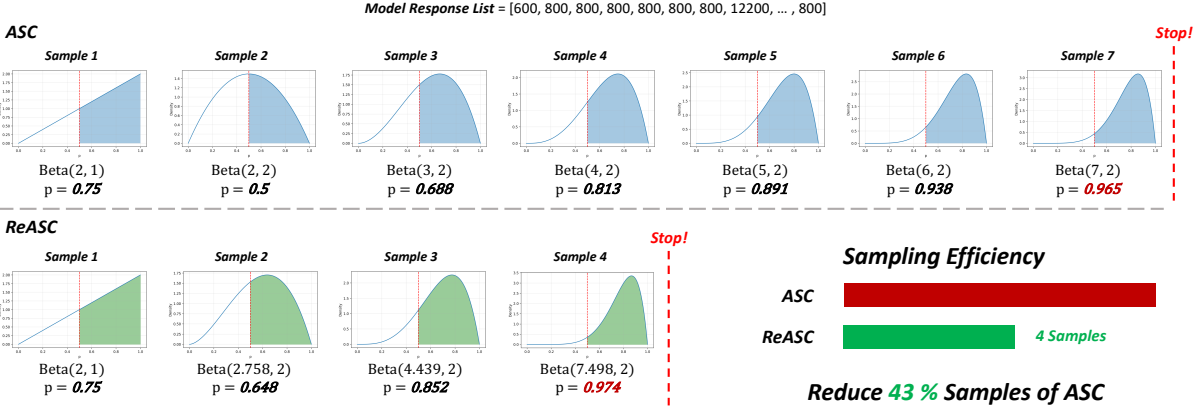 Model Response List = [600, 800, 800, 800, 800, 800, 800, 12200, ... , 800]
ASC
Stop!
Sample 1 Sample 2 Sample 3 Sample 4 Sample 5 Sample 6 Sample 7
Beta(2, 1) Beta(2, 2) Beta(3, 2) Beta(4, 2) Beta(5, 2) Beta(6, 2) Beta(7, 2)
p = 0.75 p = 0.5 p = 0.688 p = 0.813 p = 0.891 p = 0.938 p = 0.965
ReASC
Stop!
Sample 1 Sample 2 Sample 3 Sample 4
Beta(2, 1) Beta(2.758, 2) Beta(4.439, 2) Beta(7.498, 2)
p = 0.75 p = 0.648 p = 0.852 p = 0.974
Sampling Efficiency
ASC
ReASC 4 Samples
Reduce 43 % Samples of ASC